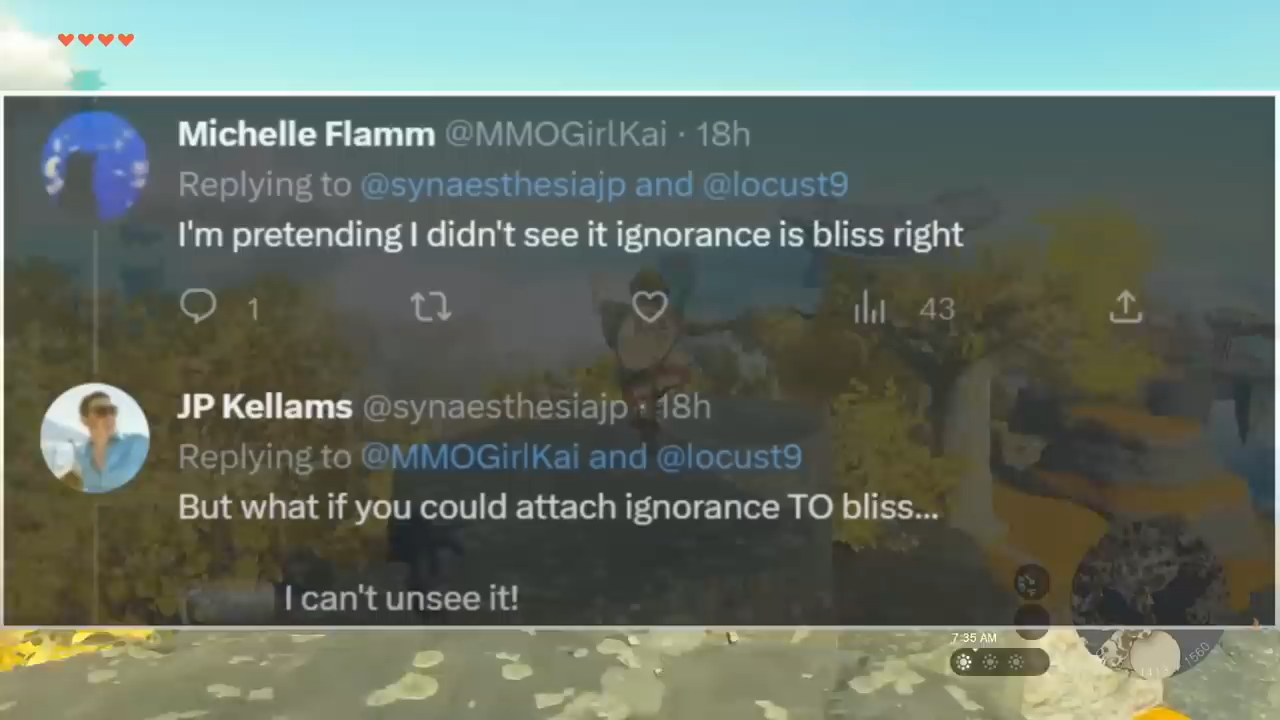 Michelle Flamm @MMOGirlKai · 18h
Replying to @synaesthesiajp and @locust9
I'm pretending I didn't see it ignorance is bliss right
1 43
JP Kellams @synaesthesiajp · 18h
Replying to @MMOGirlKai and @locust9
But what if you could attach ignorance TO bliss...
I can't unsee it!
7:35 AM
1560